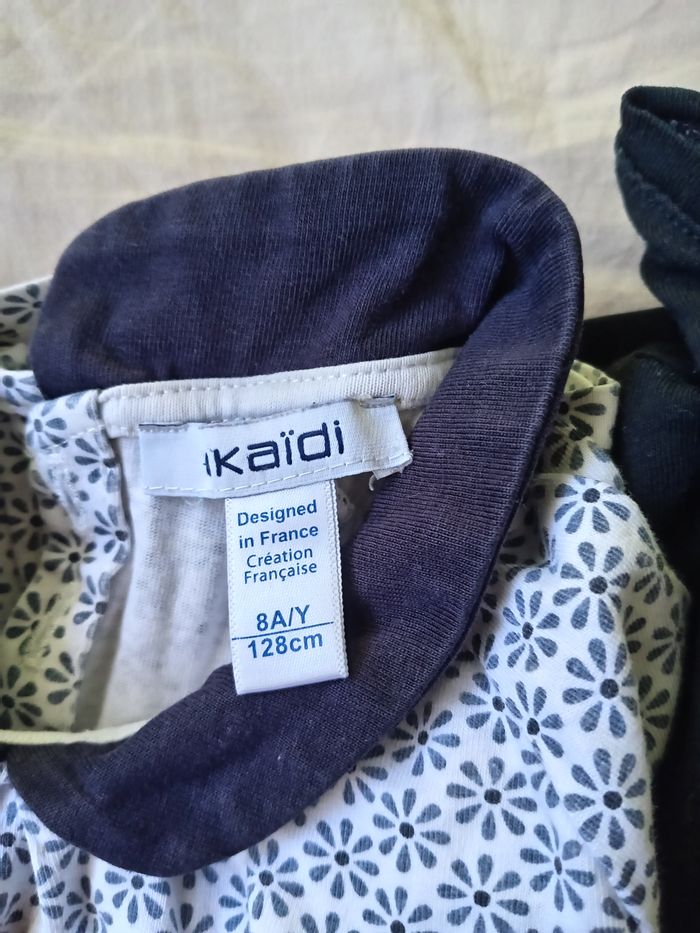 kaïdi
Designed
in France
Création
Française
8A/Y
128cm